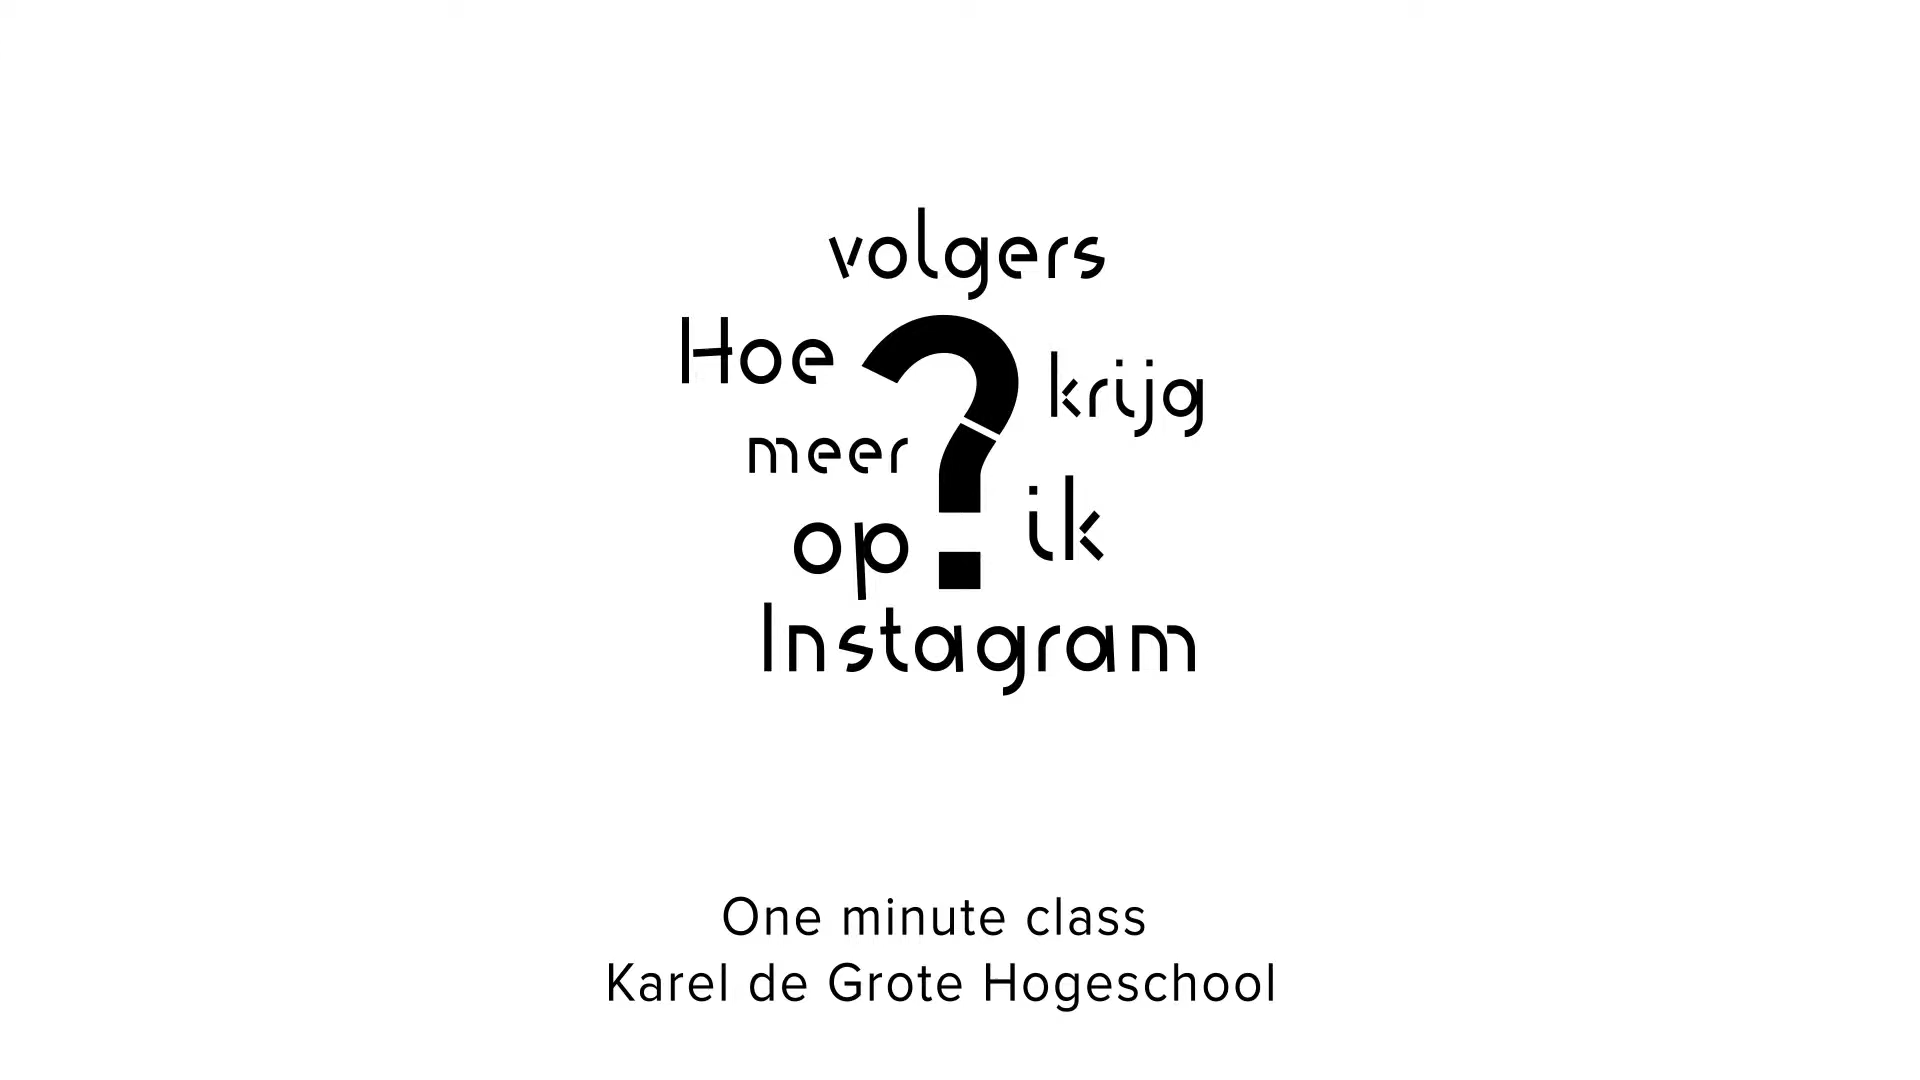 volgers
Hoe ? krijg
meer
op ik
Instagram
One minute class
Karel de Grote Hogeschool